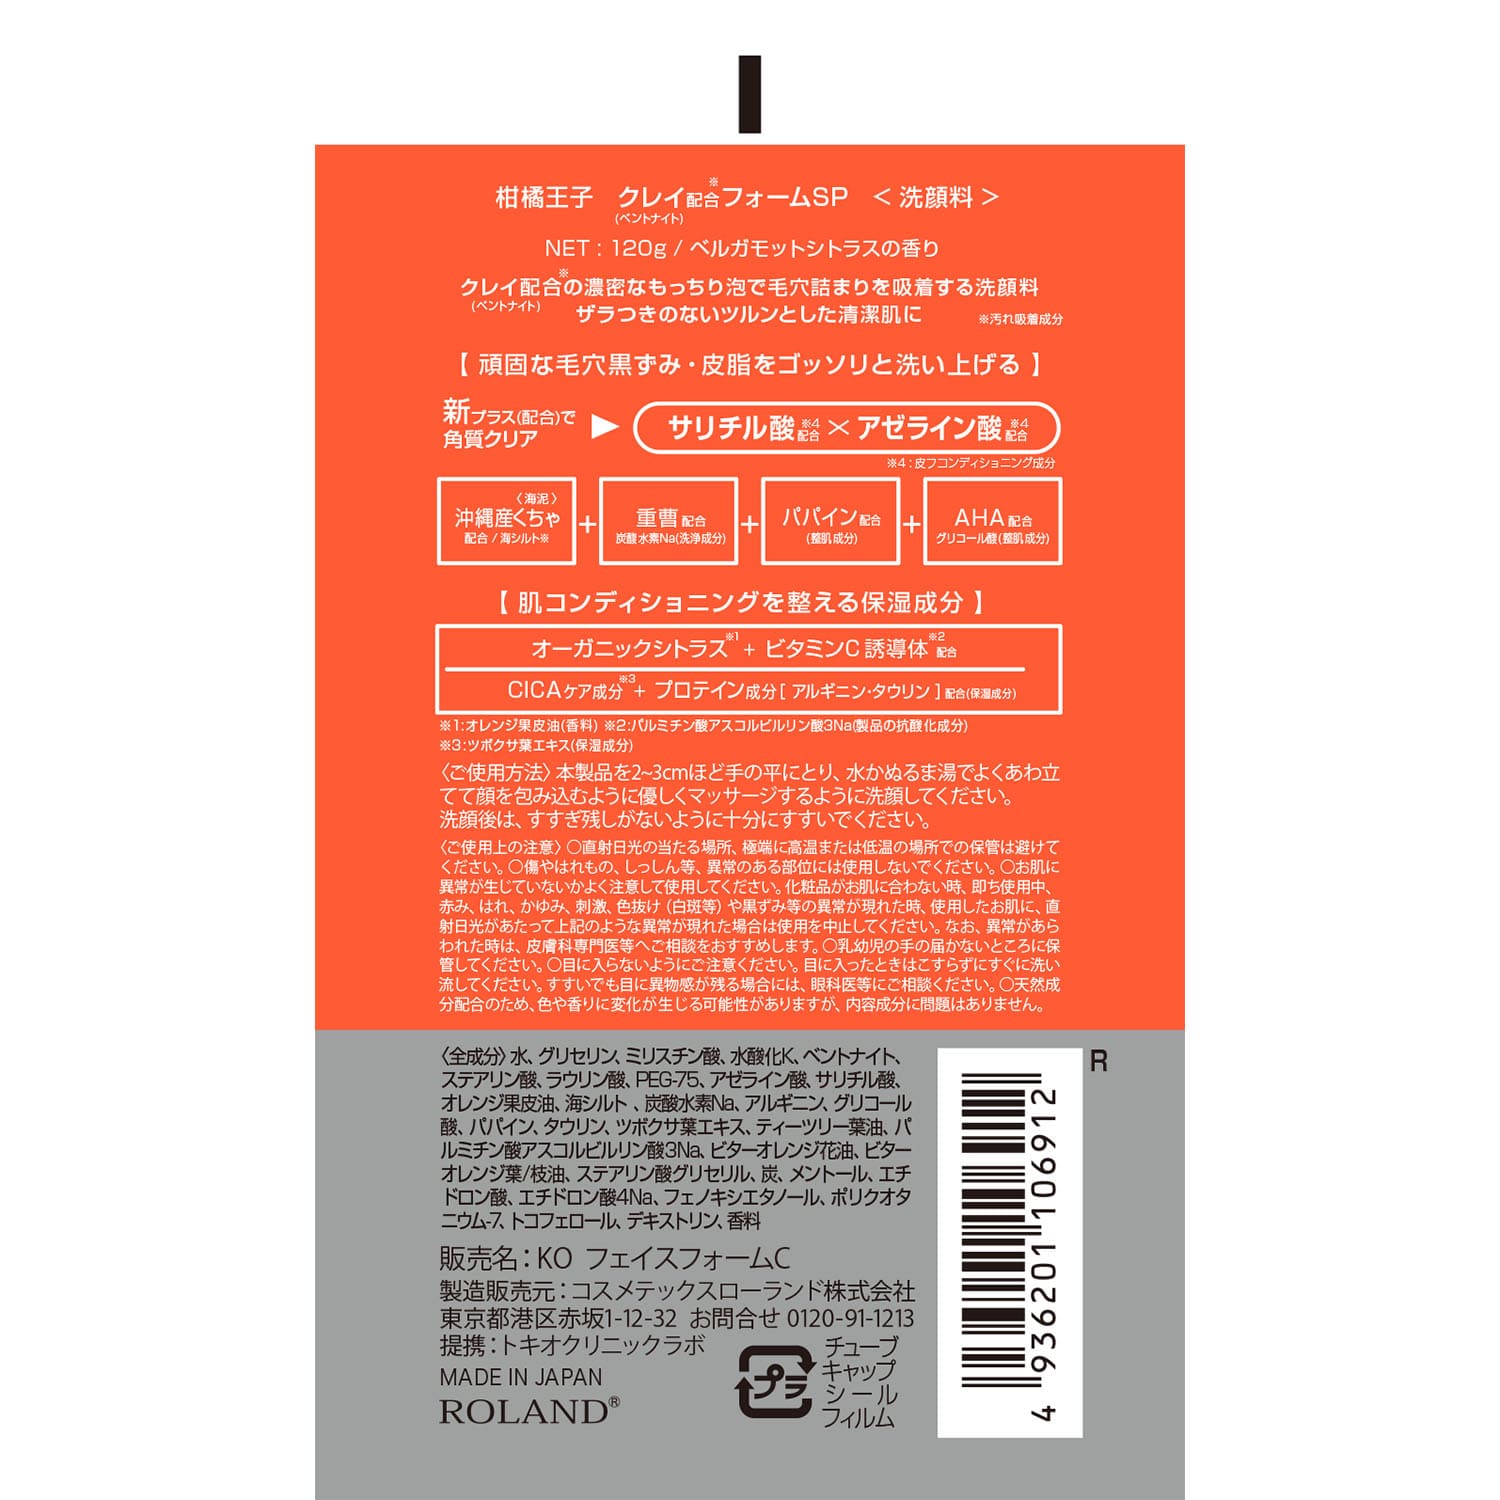 柑橘王子 クレイ配合※フォームSP ＜洗顔料＞
(ベントナイト)
NET：120g / ベルガモットシトラスの香り
クレイ配合※の濃密なもっちり泡で毛穴詰まりを吸着する洗顔料
(ベントナイト)
ザラつきのないツルンとした清潔肌に ※汚れ吸着成分
【 頑固な毛穴黒ずみ・皮脂をゴッソリと洗い上げる 】
新プラス(配合)で
角質クリア
サリチル酸※4配合 × アゼライン酸※4配合
※4：皮フコンディショニング成分
〈海泥〉
沖縄産くちゃ
配合 / 海シルト※
+
重曹配合
炭酸水素Na(洗浄成分)
+
パパイン配合
(整肌成分)
+
AHA配合
グリコール酸(整肌成分)
【 肌コンディショニングを整える保湿成分 】
オーガニックシトラス※1 + ビタミンC誘導体※2配合
CICAケア成分※3 + プロテイン成分[ アルギニン・タウリン ]配合(保湿成分)
※1:オレンジ果皮油(香料) ※2:パルミチン酸アスコルビルリン酸3Na(製品の抗酸化成分)
※3:ツボクサ葉エキス(保湿成分)
〈ご使用方法〉本製品を2~3cmほど手の平にとり、水かぬるま湯でよくあわ立
てて顔を包み込むように優しくマッサージするように洗顔してください。
洗顔後は、すすぎ残しがないように十分にすすいでください。
〈ご使用上の注意〉○直射日光の当たる場所、極端に高温または低温の場所での保管は避けて
ください。○傷やはれもの、しっしん等、異常のある部位には使用しないでください。○お肌に
異常が生じていないかよく注意して使用してください。化粧品がお肌に合わない時、即ち使用中、
赤み、はれ、かゆみ、刺激、色抜け（白斑等）や黒ずみ等の異常が現れた時、使用したお肌に、直
射日光があたって上記のような異常が現れた場合は使用を中止してください。なお、異常があら
われた時は、皮膚科専門医等へご相談をおすすめします。○乳幼児の手の届かないところに保
管してください。○目に入らないようにご注意ください。目に入ったときはこすらずにすぐに洗い
流してください。すすいでも目に異物感が残る場合には、眼科医等にご相談ください。○天然成
分配合のため、色や香りに変化が生じる可能性がありますが、内容成分に問題はありません。
〈全成分〉水、グリセリン、ミリスチン酸、水酸化K、ベントナイト、
ステアリン酸、ラウリン酸、PEG-75、アゼライン酸、サリチル酸、
オレンジ果皮油、海シルト、炭酸水素Na、アルギニン、グリコール
酸、パパイン、タウリン、ツボクサ葉エキス、ティーツリー葉油、パ
ルミチン酸アスコルビルリン酸3Na、ビターオレンジ花油、ビター
オレンジ葉/枝油、ステアリン酸グリセリル、炭、メントール、エチ
ドロン酸、エチドロン酸4Na、フェノキシエタノール、ポリクオタ
ニウム-7、トコフェロール、デキストリン、香料
販売名：KO フェイスフォームC
製造販売元：コスメテックスローランド株式会社
東京都港区赤坂1-12-32 お問合せ 0120-91-1213
提携：トキオクリニックラボ
MADE IN JAPAN
ROLAND®
プラ
チューブ
キャップ
シール
フィルム
R
4 936201 106912